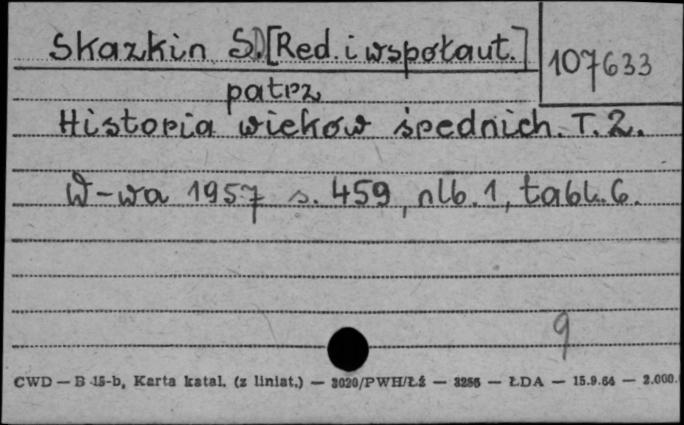 Skazkin S.[Red. i współaut.]
107633
patrz
Historia wieków średnich. T. 2.
W-wa 1957 s. 459, nlb. 1, tabl. 6.
9
CWD — B 15-b, Karta katal. (z liniat.) — 3020/PWH/Łź — 3256 — ŁDA — 15.9.64 — 2.000.